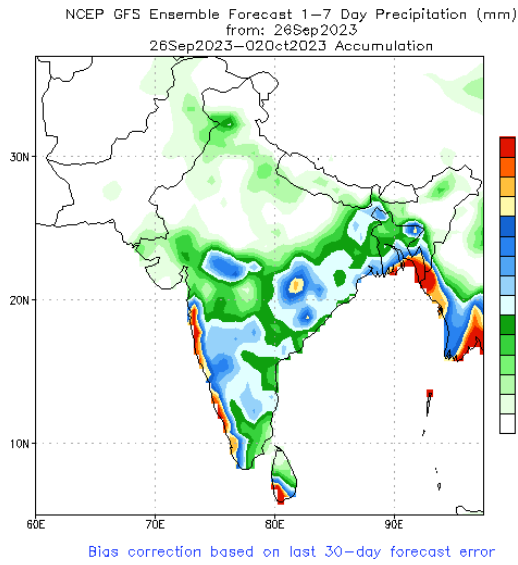 NCEP GFS Ensemble Forecast 1-7 Day Precipitation (mm)
from: 26Sep2023
26Sep2023-02Oct2023 Accumulation
30N
20N
10N
60E
70E
80E
90E
Bias correction based on last 30-day forecast error